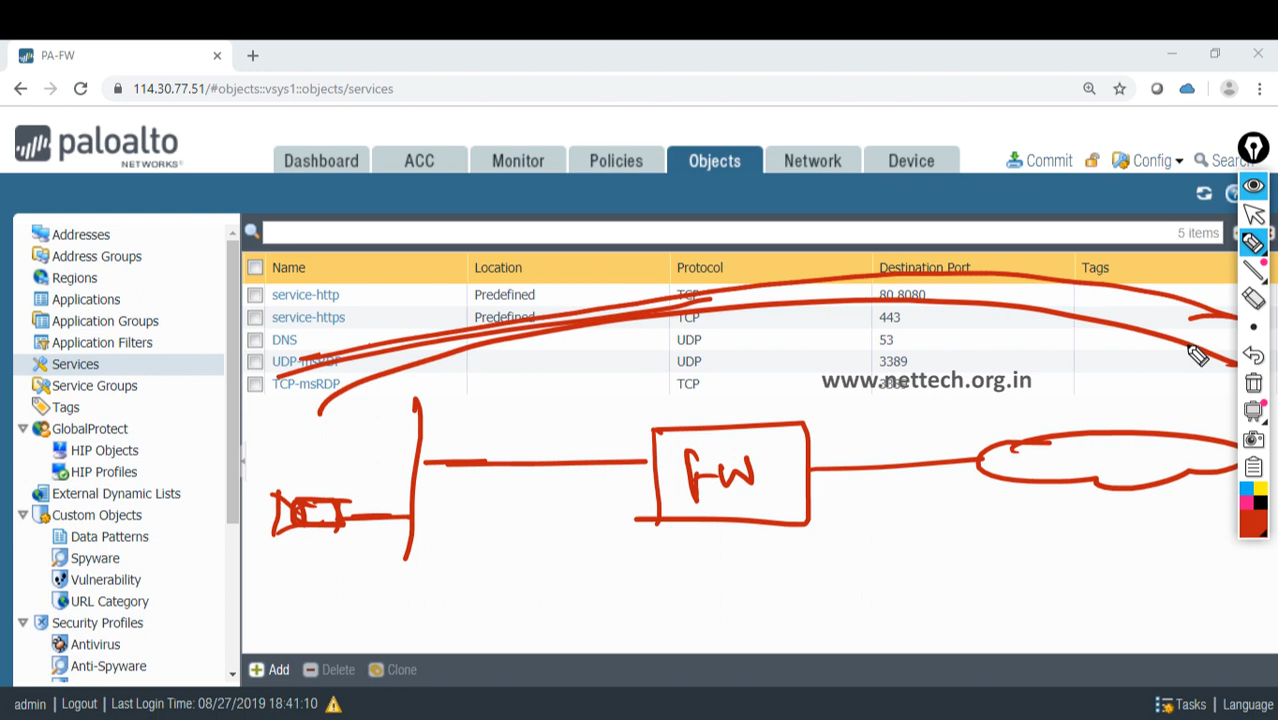 PA-FW
114.30.77.51/#objects::vsys1::objects/services
paloalto
NETWORKS
Dashboard ACC Monitor Policies Objects Network Device Commit Config Search
Addresses
Address Groups
Regions
Applications
Application Groups
Application Filters
Services
Service Groups
Tags
GlobalProtect
HIP Objects
HIP Profiles
External Dynamic Lists
Custom Objects
Data Patterns
Spyware
Vulnerability
URL Category
Security Profiles
Antivirus
Anti-Spyware
5 items
Name Location Protocol Destination Port Tags
service-http Predefined TCP 80,8080
service-https Predefined TCP 443
DNS UDP 53
UDP-msRDP UDP 3389
TCP-msRDP TCP
www.nettech.org.in
FW
Add Delete Clone
admin | Logout | Last Login Time: 08/27/2019 18:41:10
Tasks | Language